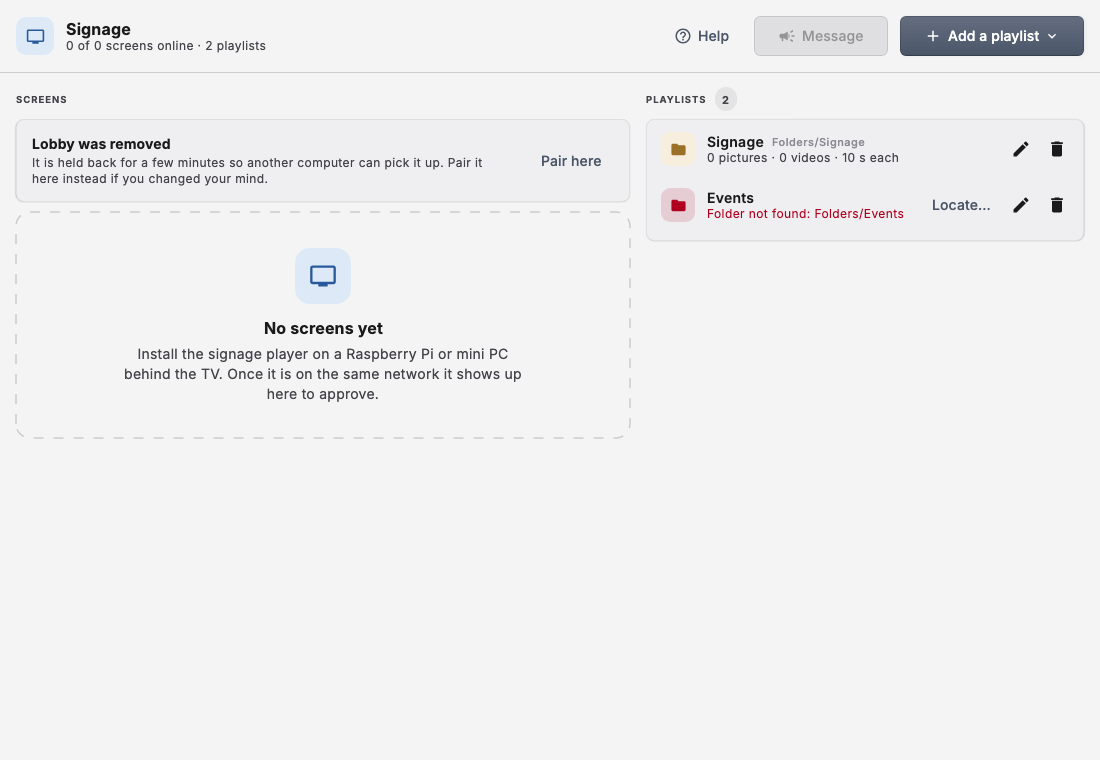 Signage
0 of 0 screens online · 2 playlists
Help
Message
Add a playlist
SCREENS
Lobby was removed
It is held back for a few minutes so another computer can pick it up. Pair it
here instead if you changed your mind.
Pair here
No screens yet
Install the signage player on a Raspberry Pi or mini PC
behind the TV. Once it is on the same network it shows up
here to approve.
PLAYLISTS 2
Signage Folders/Signage
0 pictures · 0 videos · 10 s each
Events
Folder not found: Folders/Events
Locate...